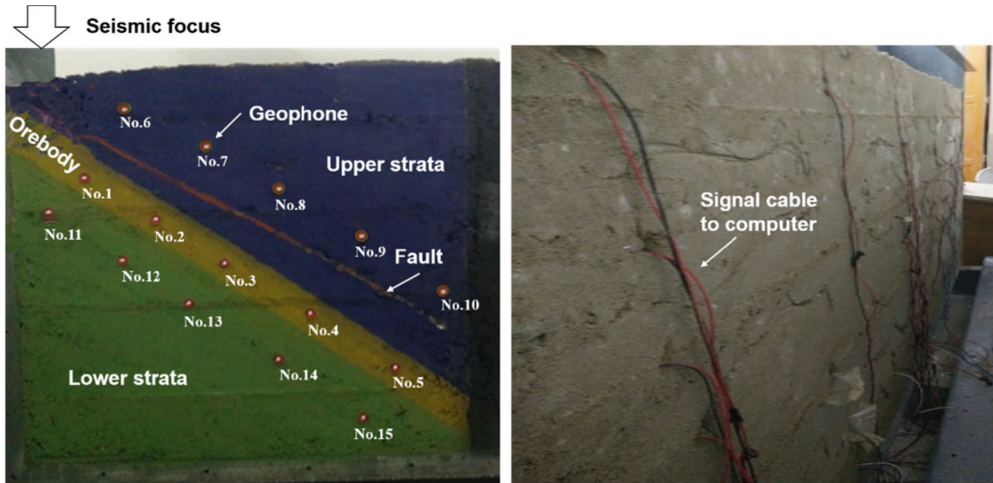 Seismic focus
No.6
Geophone
Orebody
No.7
Upper strata
No.1
No.8
No.11
No.2
No.9
No.12
No.3
Fault
No.10
No.13
No.4
Signal cable
to computer
Lower strata
No.14
No.5
No.15